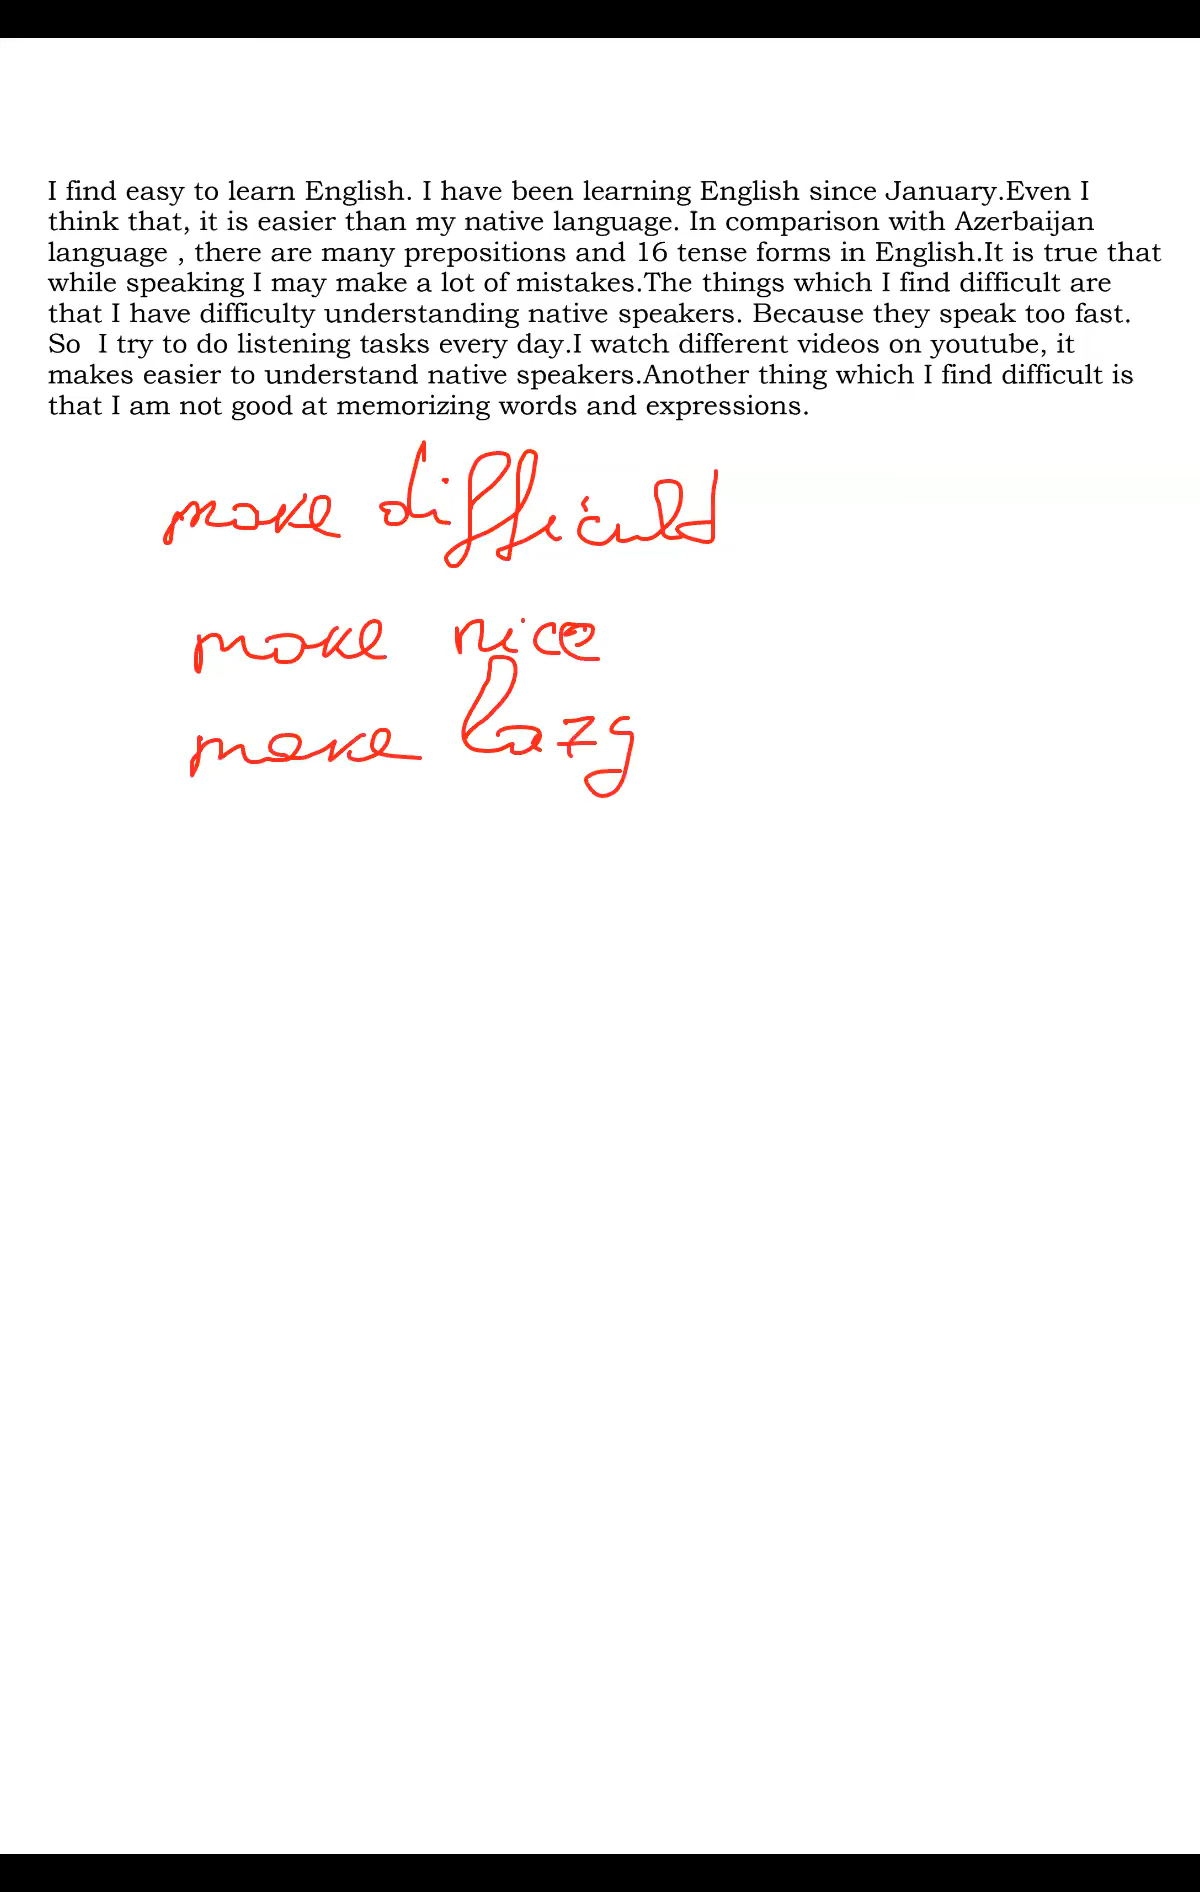 I find easy to learn English. I have been learning English since January.Even I
think that, it is easier than my native language. In comparison with Azerbaijan
language , there are many prepositions and 16 tense forms in English.It is true that
while speaking I may make a lot of mistakes.The things which I find difficult are
that I have difficulty understanding native speakers. Because they speak too fast.
So  I try to do listening tasks every day.I watch different videos on youtube, it
makes easier to understand native speakers.Another thing which I find difficult is
that I am not good at memorizing words and expressions.
make difficuld
make nice
make lazy